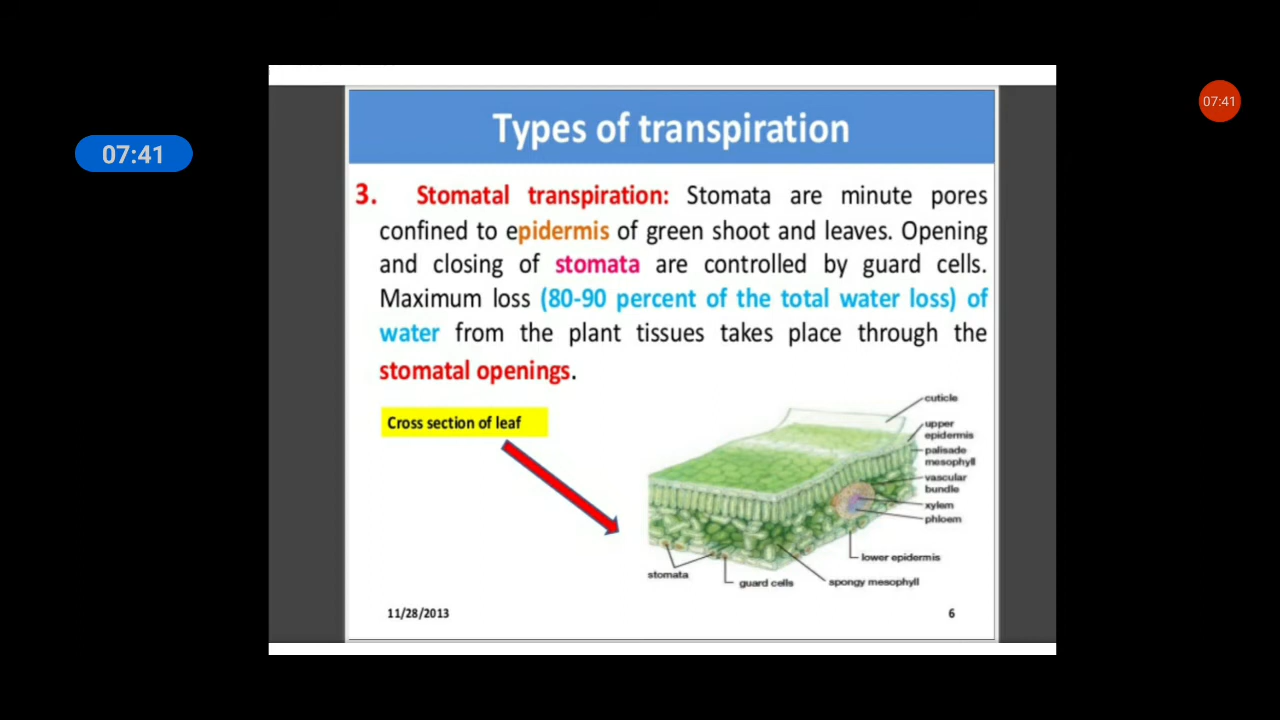 07:41
07:41
Types of transpiration
3. Stomatal transpiration: Stomata are minute pores
confined to epidermis of green shoot and leaves. Opening
and closing of stomata are controlled by guard cells.
Maximum loss (80-90 percent of the total water loss) of
water from the plant tissues takes place through the
stomatal openings.
Cross section of leaf
cuticle
upper
epidermis
palisade
mesophyll
vascular
bundle
xylem
phloem
lower epidermis
stomata
guard cells
spongy mesophyll
11/28/2013
6